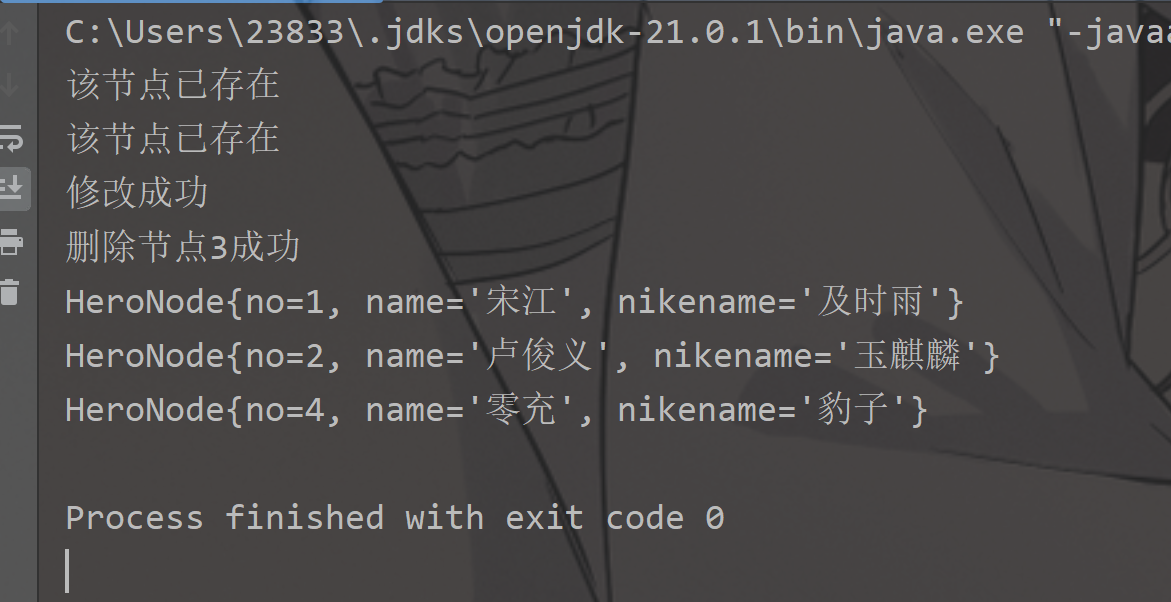 C:\Users\23833\.jdks\openjdk-21.0.1\bin\java.exe "-java
该节点已存在
该节点已存在
修改成功
删除节点3成功
HeroNode{no=1, name='宋江', nikename='及时雨'}
HeroNode{no=2, name='卢俊义', nikename='玉麒麟'}
HeroNode{no=4, name='零充', nikename='豹子'}
Process finished with exit code 0